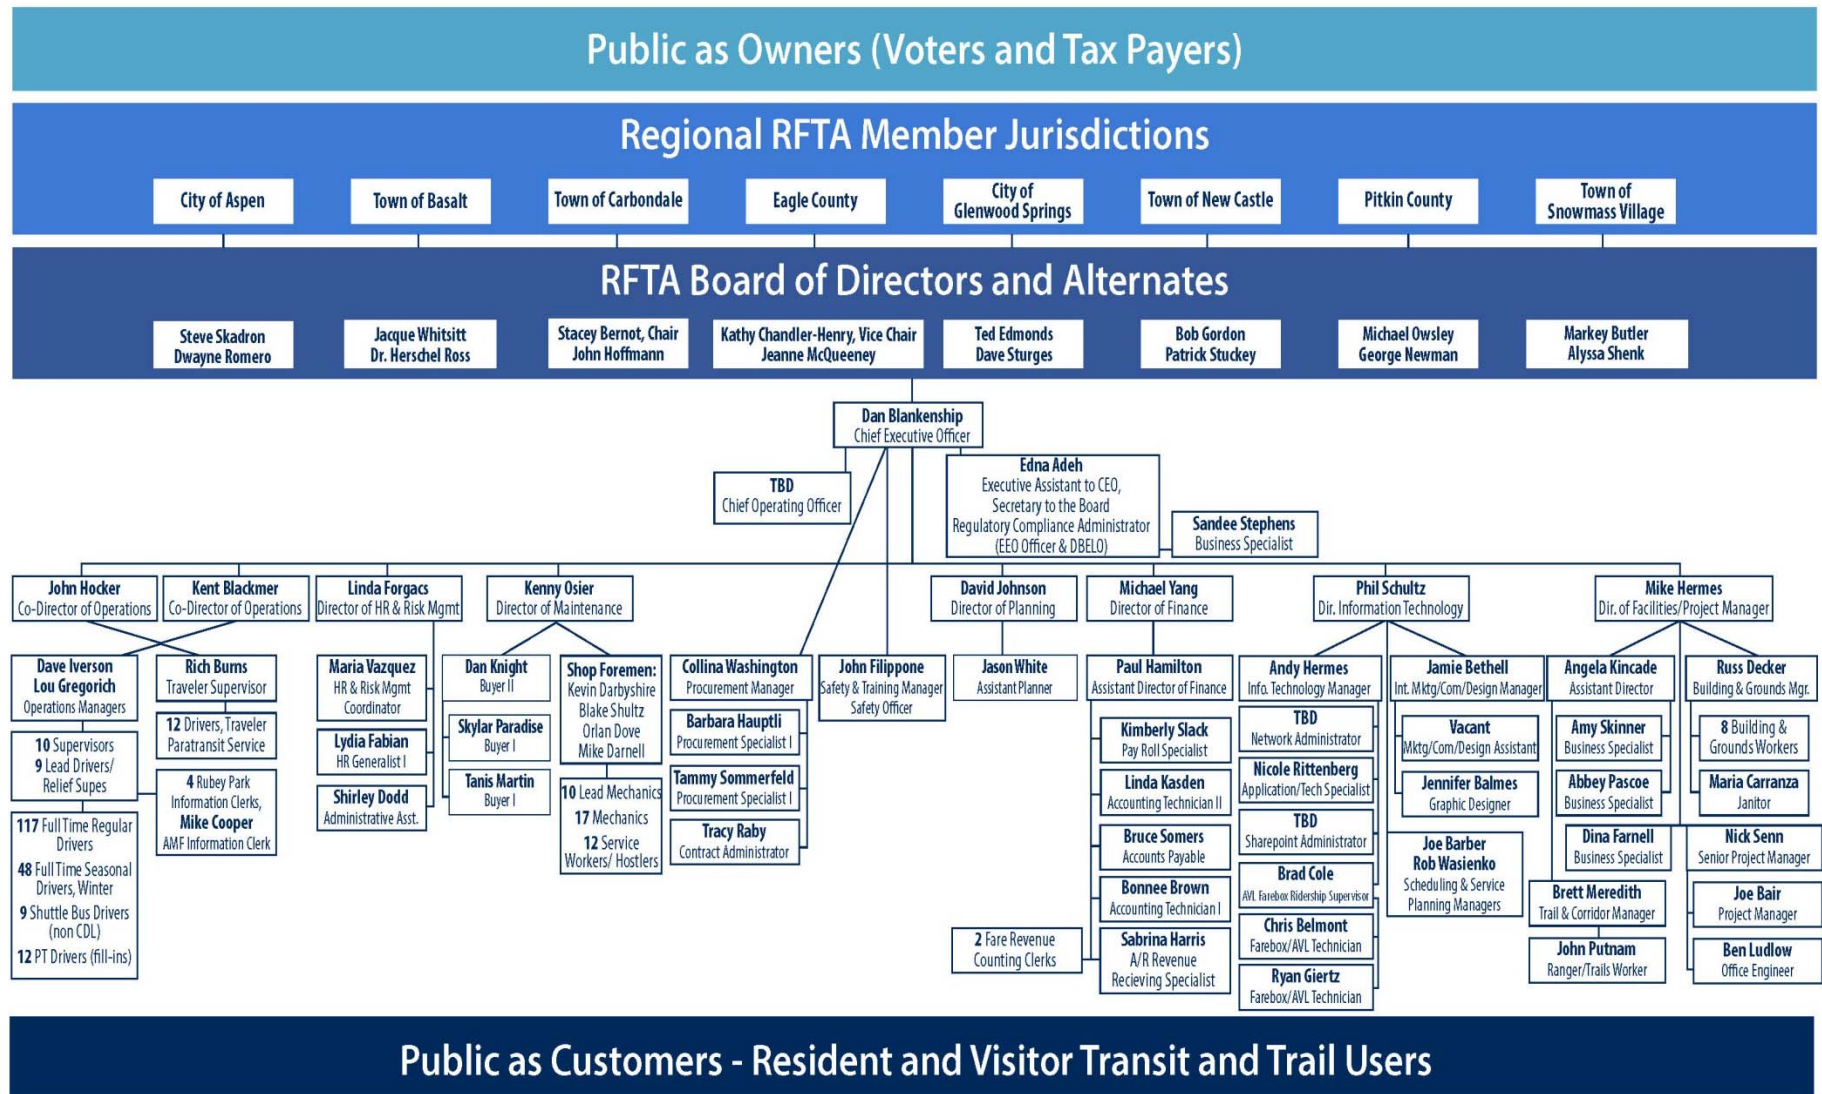 Public as Owners (Voters and Tax Payers)
Regional RFTA Member Jurisdictions
City of Aspen
Town of Basalt
Town of Carbondale
Eagle County
City of
Glenwood Springs
Town of New Castle
Pitkin County
Town of
Snowmass Village
RFTA Board of Directors and Alternates
Steve Skadron
Dwayne Romero
Jacque Whitsitt
Dr. Herschel Ross
Stacey Bernot, Chair
John Hoffmann
Kathy Chandler-Henry, Vice Chair
Jeanne McQueeney
Ted Edmonds
Dave Sturges
Bob Gordon
Patrick Stuckey
Michael Owsley
George Newman
Markey Butler
Alyssa Shenk
Dan Blankenship
Chief Executive Officer
TBD
Chief Operating Officer
Edna Adeh
Executive Assistant to CEO,
Secretary to the Board
Regulatory Compliance Administrator
(EEO Officer & DBELO)
Sandee Stephens
Business Specialist
John Hocker
Co-Director of Operations
Kent Blackmer
Co-Director of Operations
Linda Forgacs
Director of HR & Risk Mgmt
Kenny Osier
Director of Maintenance
David Johnson
Director of Planning
Michael Yang
Director of Finance
Phil Schultz
Dir. Information Technology
Mike Hermes
Dir. of Facilities/Project Manager
Dave Iverson
Lou Gregorich
Operations Managers
10 Supervisors
9 Lead Drivers/
Relief Supes
117 Full Time Regular
Drivers
48 Full Time Seasonal
Drivers, Winter
9 Shuttle Bus Drivers
(non CDL)
12 PT Drivers (fill-ins)
Rich Burns
Traveler Supervisor
12 Drivers, Traveler
Paratransit Service
4 Rubey Park
Information Clerks,
Mike Cooper
AMF Information Clerk
Maria Vazquez
HR & Risk Mgmt
Coordinator
Lydia Fabian
HR Generalist I
Shirley Dodd
Administrative Asst.
Dan Knight
Buyer II
Skylar Paradise
Buyer I
Tanis Martin
Buyer I
Shop Foremen:
Kevin Darbyshire
Blake Shultz
Orlan Dove
Mike Darnell
10 Lead Mechanics
17 Mechanics
12 Service
Workers/ Hostlers
Collina Washington
Procurement Manager
Barbara Hauptli
Procurement Specialist I
Tammy Sommerfeld
Procurement Specialist I
Tracy Raby
Contract Administrator
John Filippone
Safety & Training Manager
Safety Officer
Jason White
Assistant Planner
Paul Hamilton
Assistant Director of Finance
Kimberly Slack
Pay Roll Specialist
Linda Kasden
Accounting Technician II
Bruce Somers
Accounts Payable
Bonnee Brown
Accounting Technician I
2 Fare Revenue
Counting Clerks
Sabrina Harris
A/R Revenue
Recieving Specialist
Andy Hermes
Info. Technology Manager
TBD
Network Administrator
Nicole Rittenberg
Application/Tech Specialist
TBD
Sharepoint Administrator
Brad Cole
AVL Farebox Ridership Supervisor
Chris Belmont
Farebox/AVL Technician
Ryan Giertz
Farebox/AVL Technician
Jamie Bethell
Int. Mktg/Com/Design Manager
Vacant
Mktg/Com/Design Assistant
Jennifer Balmes
Graphic Designer
Joe Barber
Rob Wasienko
Scheduling & Service
Planning Managers
Angela Kincade
Assistant Director
Amy Skinner
Business Specialist
Abbey Pascoe
Business Specialist
Dina Farnell
Business Specialist
Brett Meredith
Trail & Corridor Manager
John Putnam
Ranger/Trails Worker
Russ Decker
Building & Grounds Mgr.
8 Building &
Grounds Workers
Maria Carranza
Janitor
Nick Senn
Senior Project Manager
Joe Bair
Project Manager
Ben Ludlow
Office Engineer
Public as Customers - Resident and Visitor Transit and Trail Users